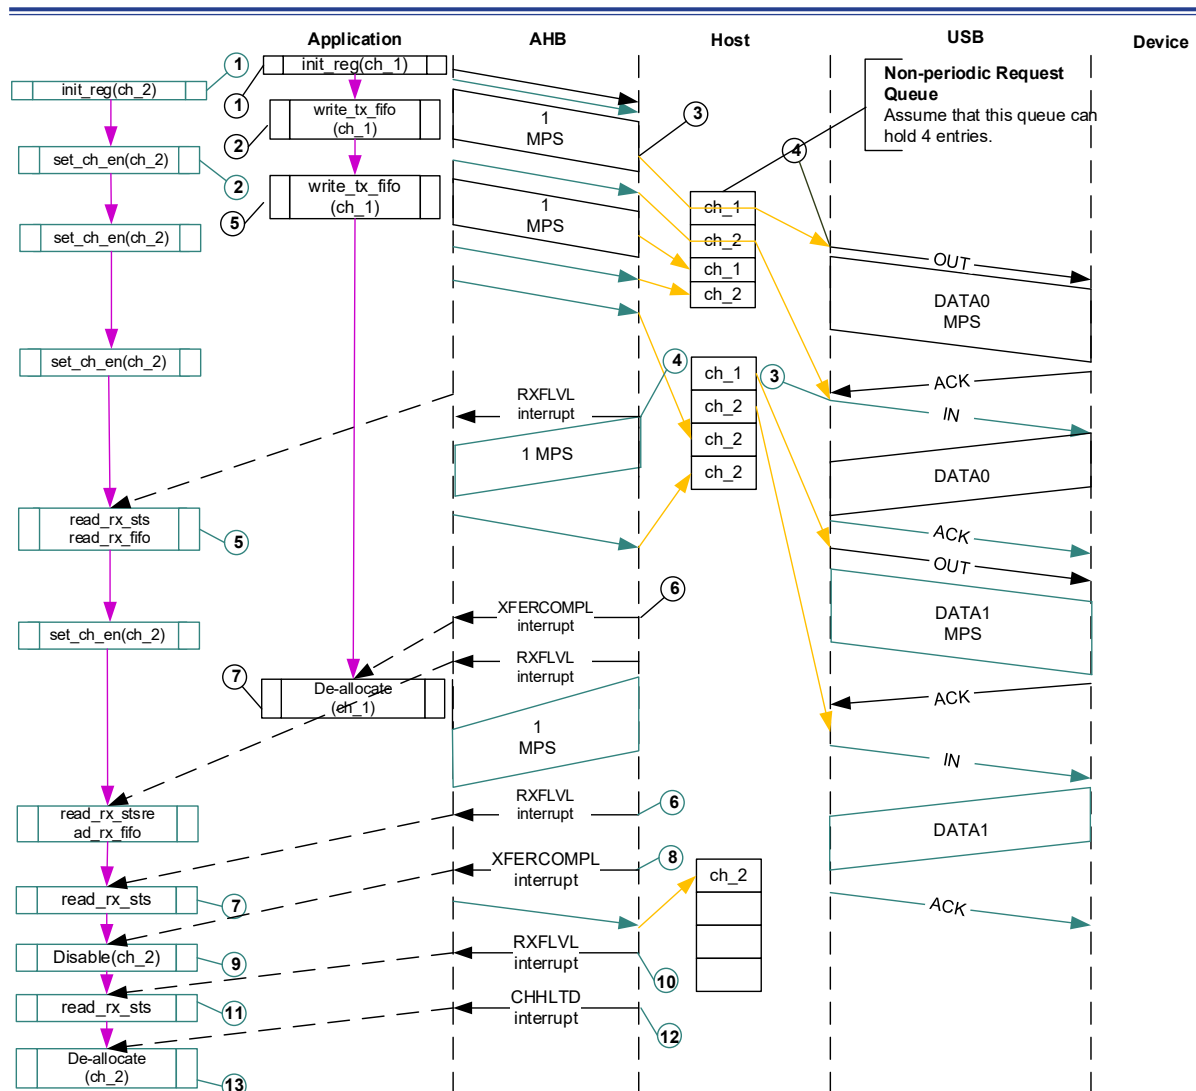 Application
AHB
Host
USB
Device
1
init_reg(ch_1)
init_reg(ch_2)
1
Non-periodic Request
Queue
Assume that this queue can
hold 4 entries.
write_tx_fifo
(ch_1)
2
1
MPS
3
4
set_ch_en(ch_2)
2
write_tx_fifo
(ch_1)
5
1
MPS
ch_1
ch_2
ch_1
ch_2
set_ch_en(ch_2)
OUT
DATA0
MPS
set_ch_en(ch_2)
4
ch_1
ch_2
ch_2
ch_2
3
ACK
IN
RXFLVL
interrupt
1 MPS
DATA0
read_rx_sts
read_rx_fifo
5
ACK
OUT
set_ch_en(ch_2)
XFERCOMPL
interrupt
6
DATA1
MPS
RXFLVL
interrupt
7
De-allocate
(ch_1)
ACK
1
MPS
IN
read_rx_stsre
ad_rx_fifo
RXFLVL
interrupt
6
DATA1
XFERCOMPL
interrupt
8
ch_2
read_rx_sts
7
ACK
Disable(ch_2)
9
RXFLVL
interrupt
10
read_rx_sts
11
CHHLTD
interrupt
12
De-allocate
(ch_2)
13